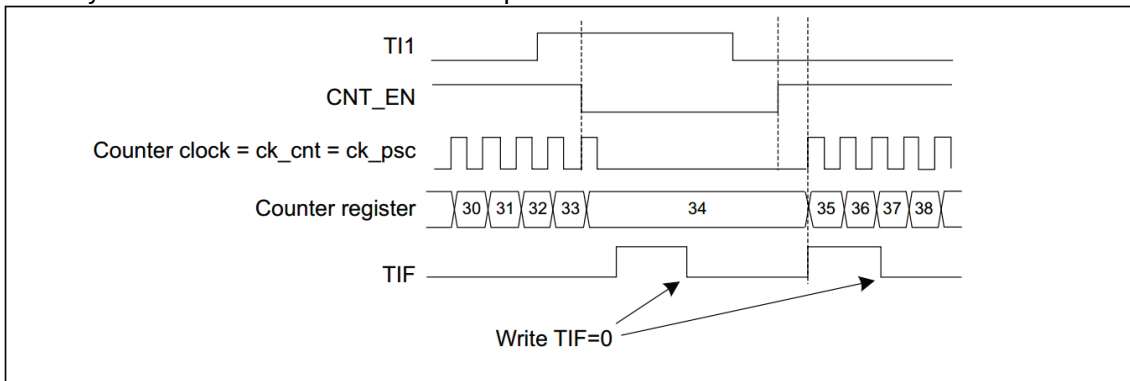 TI1
CNT_EN
Counter clock = ck_cnt = ck_psc
Counter register 30 31 32 33 34 35 36 37 38
TIF
Write TIF=0